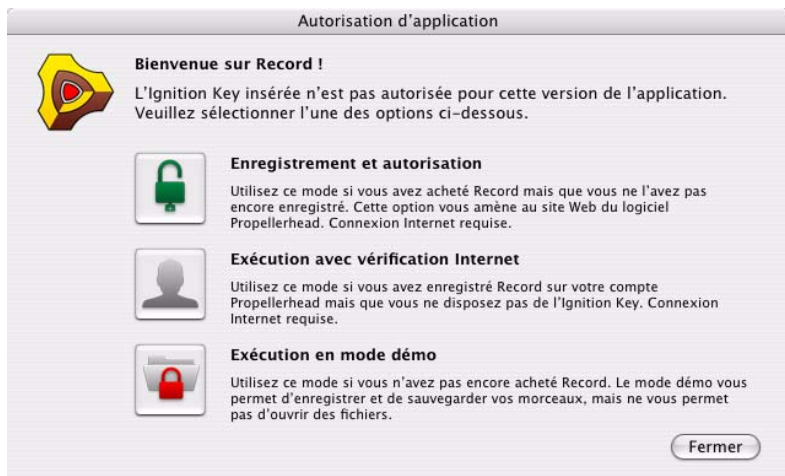 Autorisation d'application
Bienvenue sur Record !
L'Ignition Key insérée n'est pas autorisée pour cette version de l'application.
Veuillez sélectionner l'une des options ci-dessous.
Enregistrement et autorisation
Utilisez ce mode si vous avez acheté Record mais que vous ne l'avez pas
encore enregistré. Cette option vous amène au site Web du logiciel
Propellerhead. Connexion Internet requise.
Exécution avec vérification Internet
Utilisez ce mode si vous avez enregistré Record sur votre compte
Propellerhead mais que vous ne disposez pas de l'Ignition Key. Connexion
Internet requise.
Exécution en mode démo
Utilisez ce mode si vous n'avez pas encore acheté Record. Le mode démo vous
permet d'enregistrer et de sauvegarder vos morceaux, mais ne vous permet
pas d'ouvrir des fichiers.
Fermer